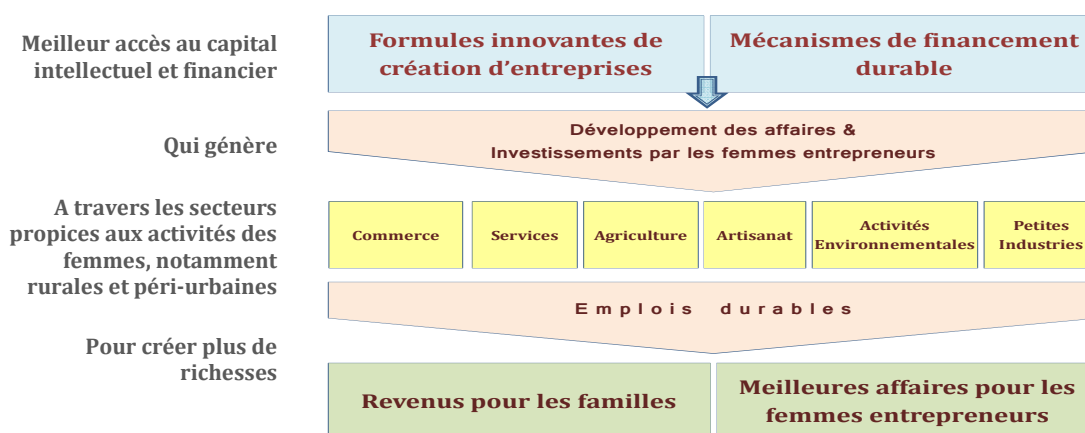 Meilleur accès au capital
intellectuel et financier
Formules innovantes de
création d'entreprises
Mécanismes de financement
durable
Qui génère
Développement des affaires &
Investissements par les femmes entrepreneurs
A travers les secteurs
propices aux activités des
femmes, notamment
rurales et péri-urbaines
Commerce
Services
Agriculture
Artisanat
Activités
Environnementales
Petites
Industries
Emplois durables
Pour créer plus de
richesses
Revenus pour les familles
Meilleures affaires pour les
femmes entrepreneurs